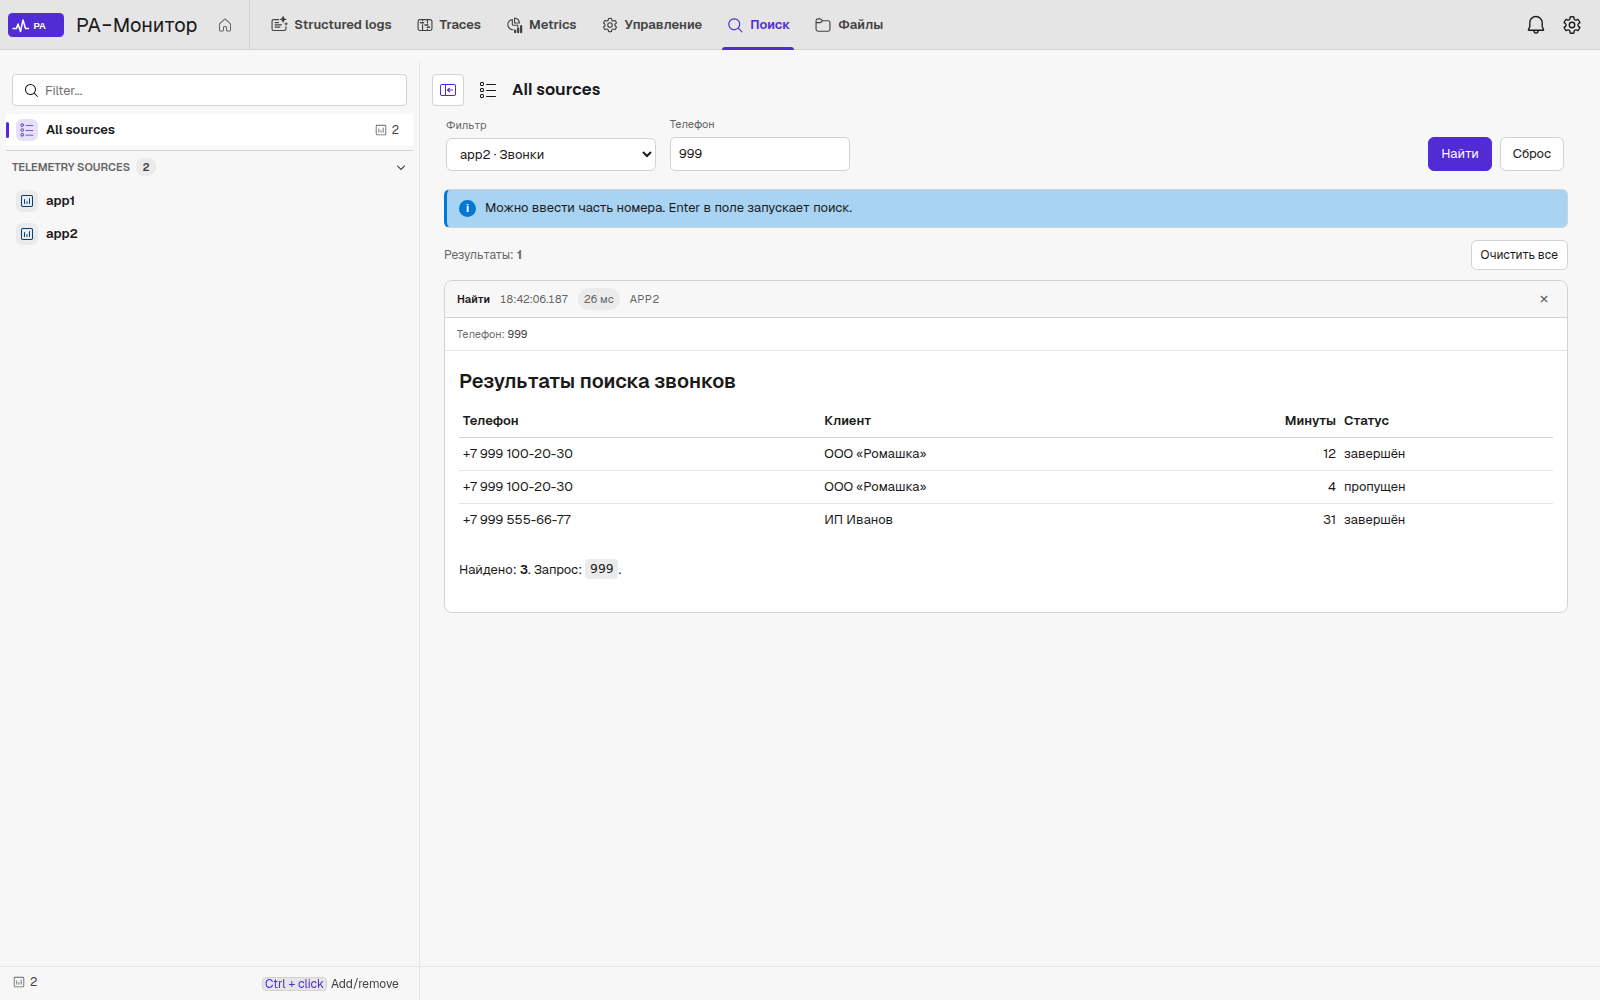 PA
PA-Монитор
Structured logs
Traces
Metrics
Управление
Поиск
Файлы
Filter...
All sources
2
TELEMETRY SOURCES 2
app1
app2
All sources
Фильтр
Телефон
app2 · Звонки
999
Найти
Сброс
Можно ввести часть номера. Enter в поле запускает поиск.
Результаты: 1
Очистить все
Найти 18:42:06.187 26 мс APP2
Телефон: 999
Результаты поиска звонков
Телефон Клиент Минуты Статус
+7 999 100-20-30 ООО «Ромашка» 12 завершён
+7 999 100-20-30 ООО «Ромашка» 4 пропущен
+7 999 555-66-77 ИП Иванов 31 завершён
Найдено: 3. Запрос: 999.
2
Ctrl + click Add/remove